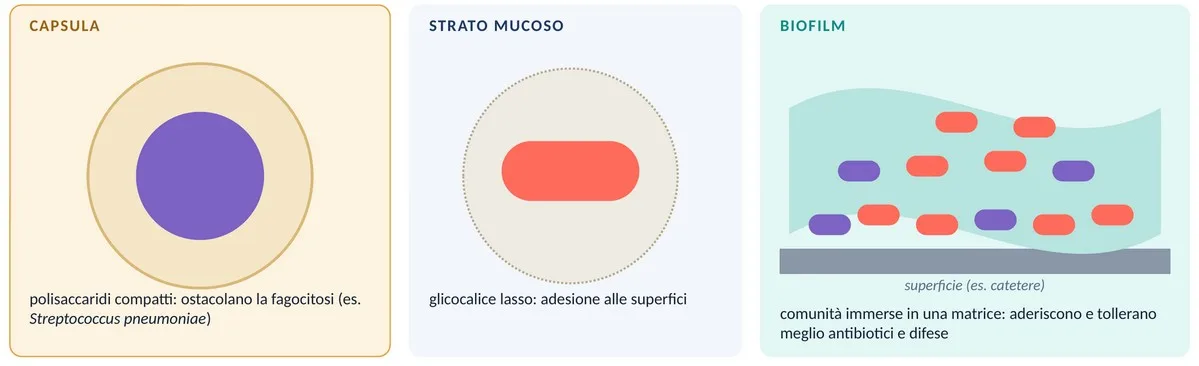 CAPSULA
polisaccaridi compatti: ostacolano la fagocitosi (es.
Streptococcus pneumoniae)
STRATO MUCOSO
glicocalice lasso: adesione alle superfici
BIOFILM
superficie (es. catetere)
comunità immerse in una matrice: aderiscono e tollerano
meglio antibiotici e difese